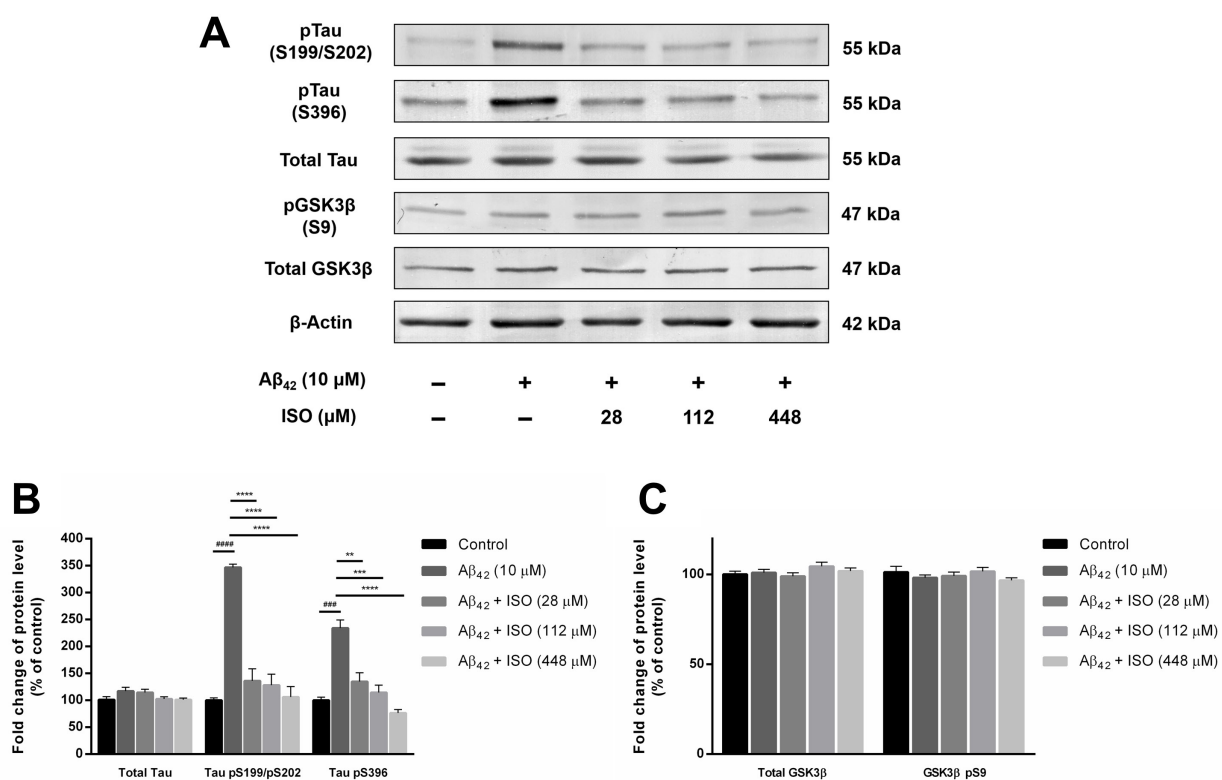 A
pTau
(S199/S202)
55 kDa
pTau
(S396)
55 kDa
Total Tau
55 kDa
pGSK3β
(S9)
47 kDa
Total GSK3β
47 kDa
β-Actin
42 kDa
Aβ₄₂ (10 µM) – + + + +
ISO (µM) – – 28 112 448
B
Fold change of protein level
(% of control)
400
350
300
250
200
150
100
50
0
****
****
****
####
**
***
****
###
Total Tau
Tau pS199/pS202
Tau pS396
Control
Aβ₄₂ (10 µM)
Aβ₄₂ + ISO (28 µM)
Aβ₄₂ + ISO (112 µM)
Aβ₄₂ + ISO (448 µM)
C
Fold change of protein level
(% of control)
100
50
0
Total GSK3β
GSK3β pS9
Control
Aβ₄₂ (10 µM)
Aβ₄₂ + ISO (28 µM)
Aβ₄₂ + ISO (112 µM)
Aβ₄₂ + ISO (448 µM)